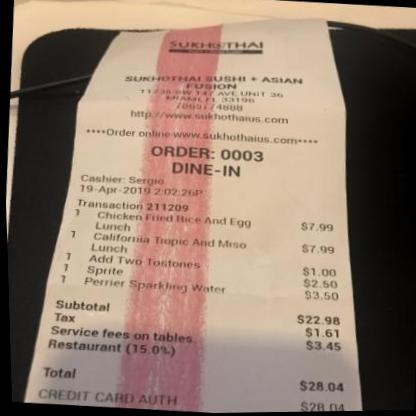 SUKHOTHAI
SUKHOTHAI SUSHI + ASIAN
FUSION
11736 SW 147 AVE UNIT 36
MIAMI, FL 33196
7865774888
http://www.sukhothaius.com
****Order online www.sukhothaius.com****
ORDER: 0003
DINE-IN
Cashier: Sergio
19-Apr-2019 2:02:26P
Transaction 211209
1 Chicken Fried Rice And Egg
Lunch $7.99
1 California Tropic And Miso
Lunch $7.99
1 Add Two Tostones $1.00
1 Sprite $2.50
1 Perrier Sparkling Water $3.50
Subtotal $22.98
Tax $1.61
Service fees on tables
Restaurant (15.0%) $3.45
Total $28.04
CREDIT CARD AUTH $28.04